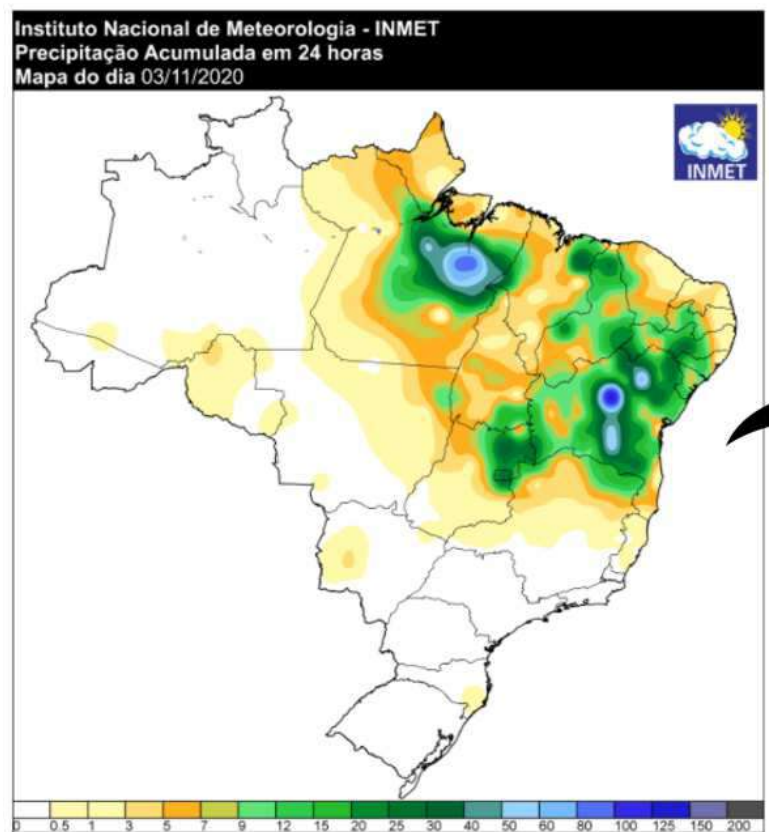 Instituto Nacional de Meteorologia - INMET
Precipitação Acumulada em 24 horas
Mapa do dia 03/11/2020
INMET
0 0.5 1 3 5 7 9 12 15 20 25 30 40 50 60 80 100 125 150 200